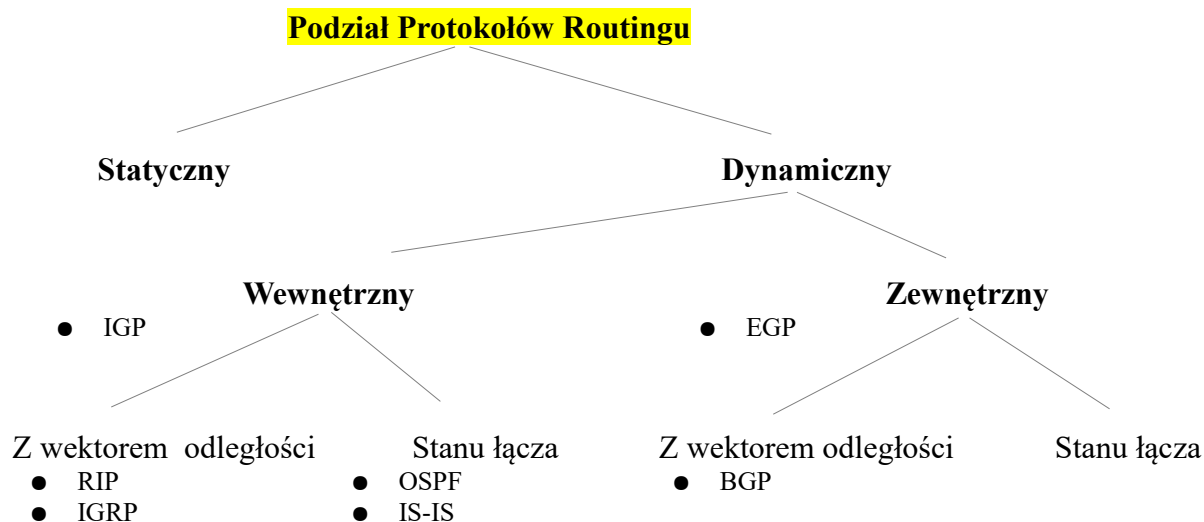 Podział Protokołów Routingu
Statyczny
Dynamiczny
Wewnętrzny
Zewnętrzny
● IGP
● EGP
Z wektorem odległości
● RIP
● IGRP
Stanu łącza
● OSPF
● IS-IS
Z wektorem odległości
● BGP
Stanu łącza